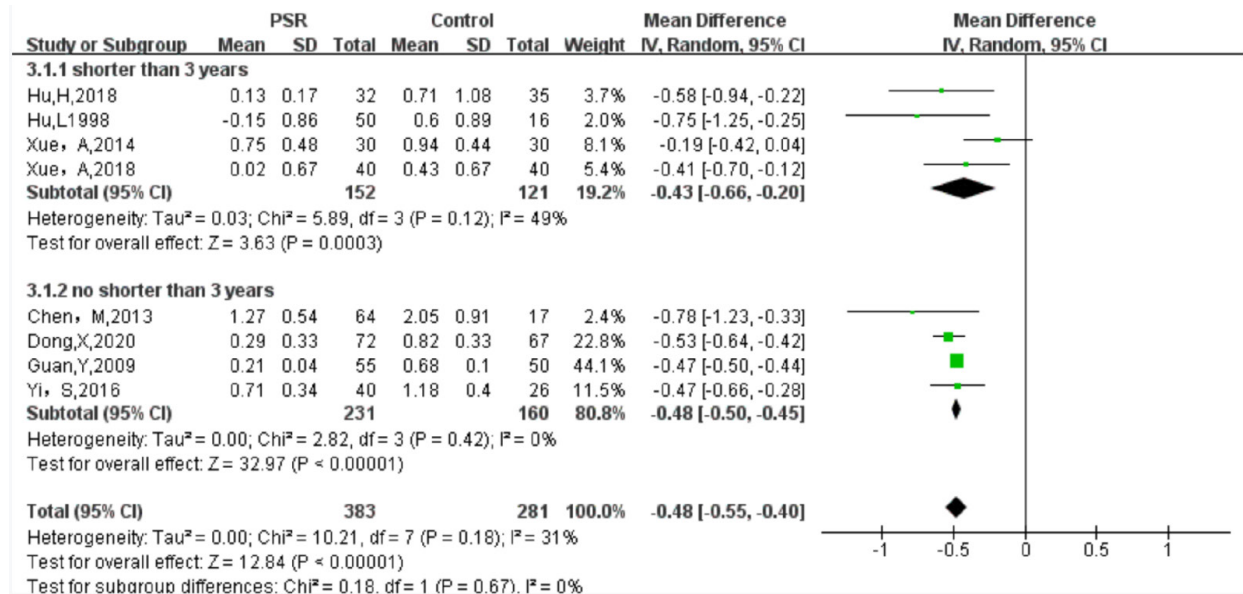 PSR Control Mean Difference Mean Difference
Study or Subgroup Mean SD Total Mean SD Total Weight IV, Random, 95% CI IV, Random, 95% CI
3.1.1 shorter than 3 years
Hu,H,2018 0.13 0.17 32 0.71 1.08 35 3.7% -0.58 [-0.94, -0.22]
Hu,L1998 -0.15 0.86 50 0.6 0.89 16 2.0% -0.75 [-1.25, -0.25]
Xue，A,2014 0.75 0.48 30 0.94 0.44 30 8.1% -0.19 [-0.42, 0.04]
Xue，A,2018 0.02 0.67 40 0.43 0.67 40 5.4% -0.41 [-0.70, -0.12]
Subtotal (95% CI) 152 121 19.2% -0.43 [-0.66, -0.20]
Heterogeneity: Tau² = 0.03; Chi² = 5.89, df = 3 (P = 0.12); I² = 49%
Test for overall effect: Z = 3.63 (P = 0.0003)
3.1.2 no shorter than 3 years
Chen，M,2013 1.27 0.54 64 2.05 0.91 17 2.4% -0.78 [-1.23, -0.33]
Dong,X,2020 0.29 0.33 72 0.82 0.33 67 22.8% -0.53 [-0.64, -0.42]
Guan,Y,2009 0.21 0.04 55 0.68 0.1 50 44.1% -0.47 [-0.50, -0.44]
Yi，S,2016 0.71 0.34 40 1.18 0.4 26 11.5% -0.47 [-0.66, -0.28]
Subtotal (95% CI) 231 160 80.8% -0.48 [-0.50, -0.45]
Heterogeneity: Tau² = 0.00; Chi² = 2.82, df = 3 (P = 0.42); I² = 0%
Test for overall effect: Z = 32.97 (P < 0.00001)
Total (95% CI) 383 281 100.0% -0.48 [-0.55, -0.40]
Heterogeneity: Tau² = 0.00; Chi² = 10.21, df = 7 (P = 0.18); I² = 31%
Test for overall effect: Z = 12.84 (P < 0.00001)
Test for subgroup differences: Chi² = 0.18, df = 1 (P = 0.67), I² = 0%
-1 -0.5 0 0.5 1